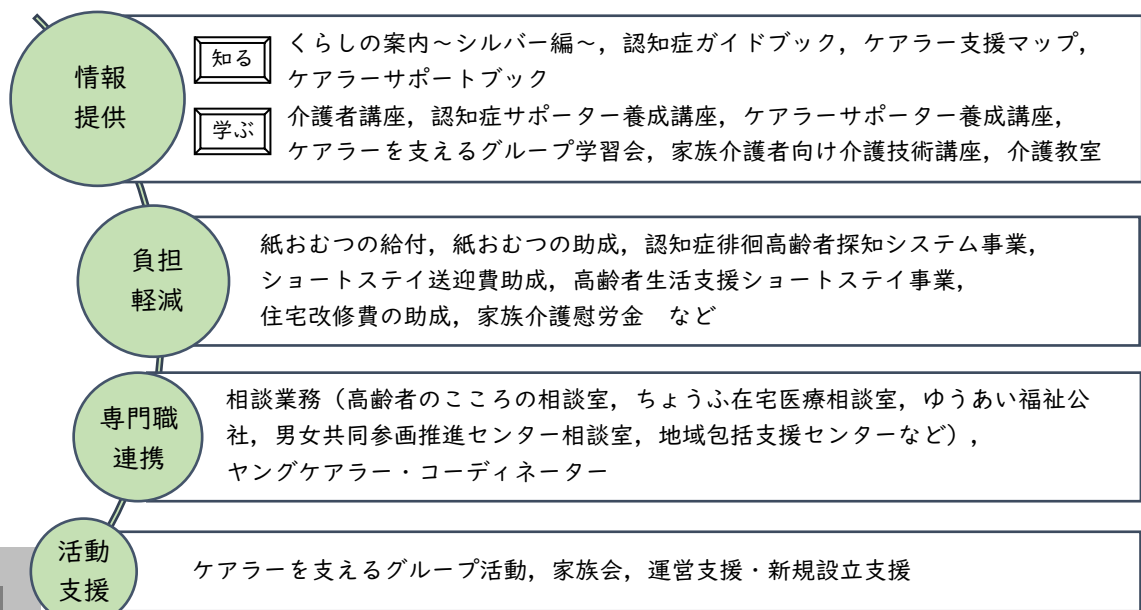 情報
提供
知る
くらしの案内～シルバー編～，認知症ガイドブック，ケアラー支援マップ，
ケアラーサポートブック
学ぶ
介護者講座，認知症サポーター養成講座，ケアラーサポーター養成講座，
ケアラーを支えるグループ学習会，家族介護者向け介護技術講座，介護教室
負担
軽減
紙おむつの給付，紙おむつの助成，認知症徘徊高齢者探知システム事業，
ショートステイ送迎費助成，高齢者生活支援ショートステイ事業，
住宅改修費の助成，家族介護慰労金　など
専門職
連携
相談業務（高齢者のこころの相談室，ちょうふ在宅医療相談室，ゆうあい福祉公
社，男女共同参画推進センター相談室，地域包括支援センターなど），
ヤングケアラー・コーディネーター
活動
支援
ケアラーを支えるグループ活動，家族会，運営支援・新規設立支援